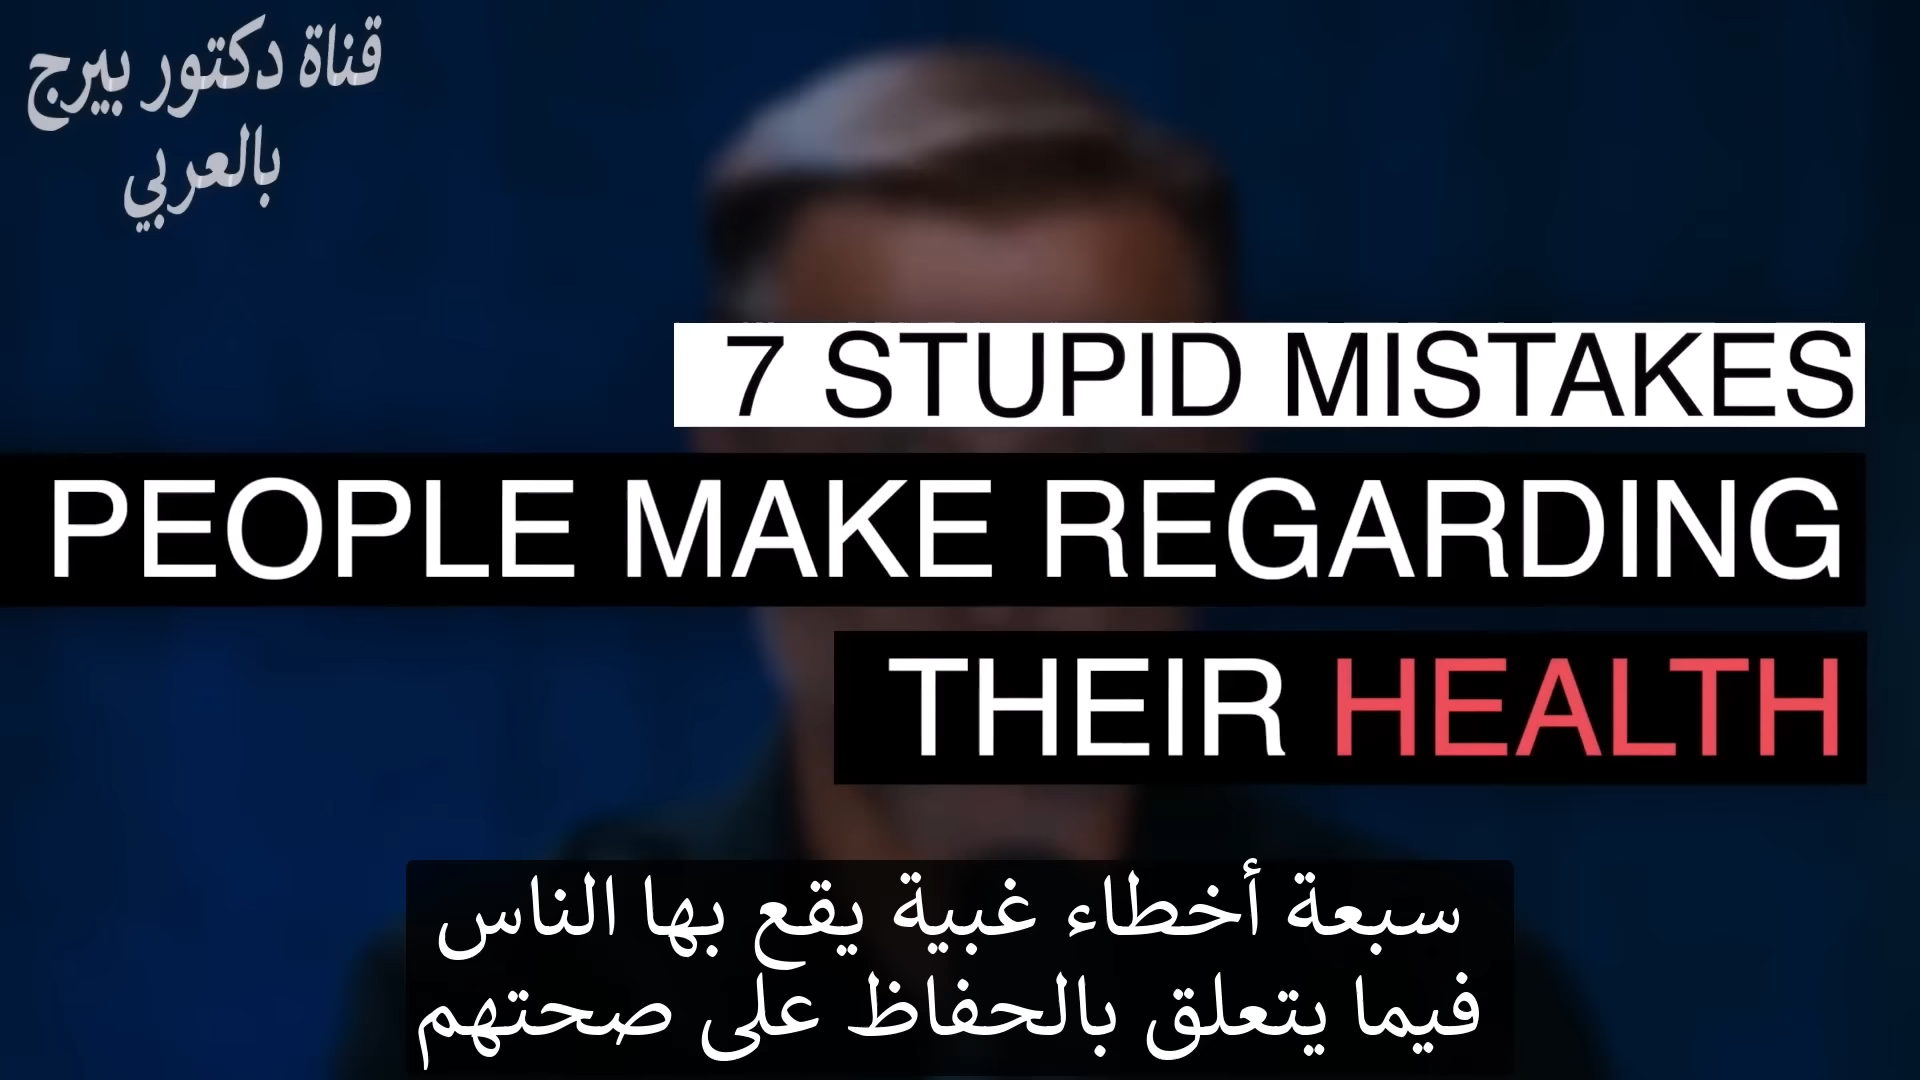 قناة دكتور بيرج
بالعربي
7 STUPID MISTAKES
PEOPLE MAKE REGARDING
THEIR HEALTH
سبعة أخطاء غبية يقع بها الناس
فيما يتعلق بالحفاظ على صحتهم